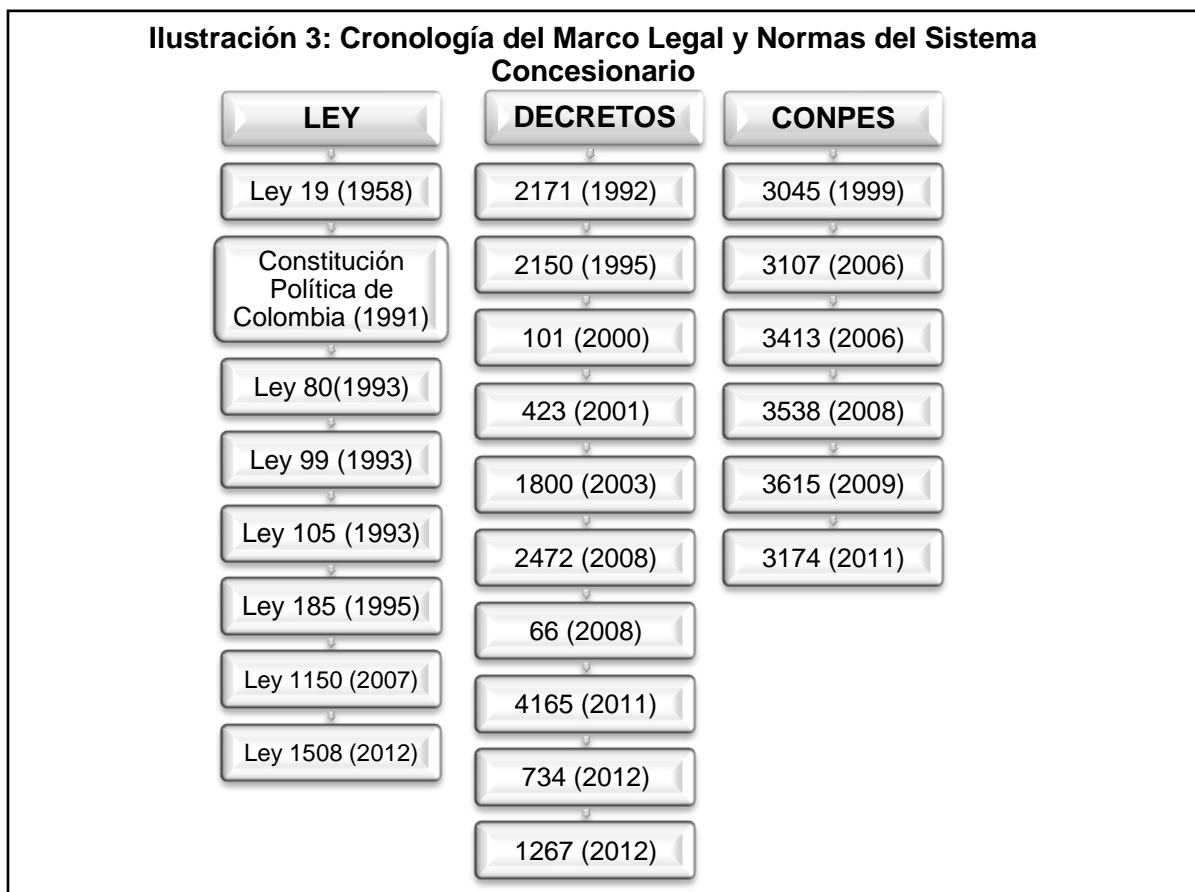 Ilustración 3: Cronología del Marco Legal y Normas del Sistema
Concesionario
LEY
Ley 19 (1958)
Constitución
Política de
Colombia (1991)
Ley 80(1993)
Ley 99 (1993)
Ley 105 (1993)
Ley 185 (1995)
Ley 1150 (2007)
Ley 1508 (2012)
DECRETOS
2171 (1992)
2150 (1995)
101 (2000)
423 (2001)
1800 (2003)
2472 (2008)
66 (2008)
4165 (2011)
734 (2012)
1267 (2012)
CONPES
3045 (1999)
3107 (2006)
3413 (2006)
3538 (2008)
3615 (2009)
3174 (2011)